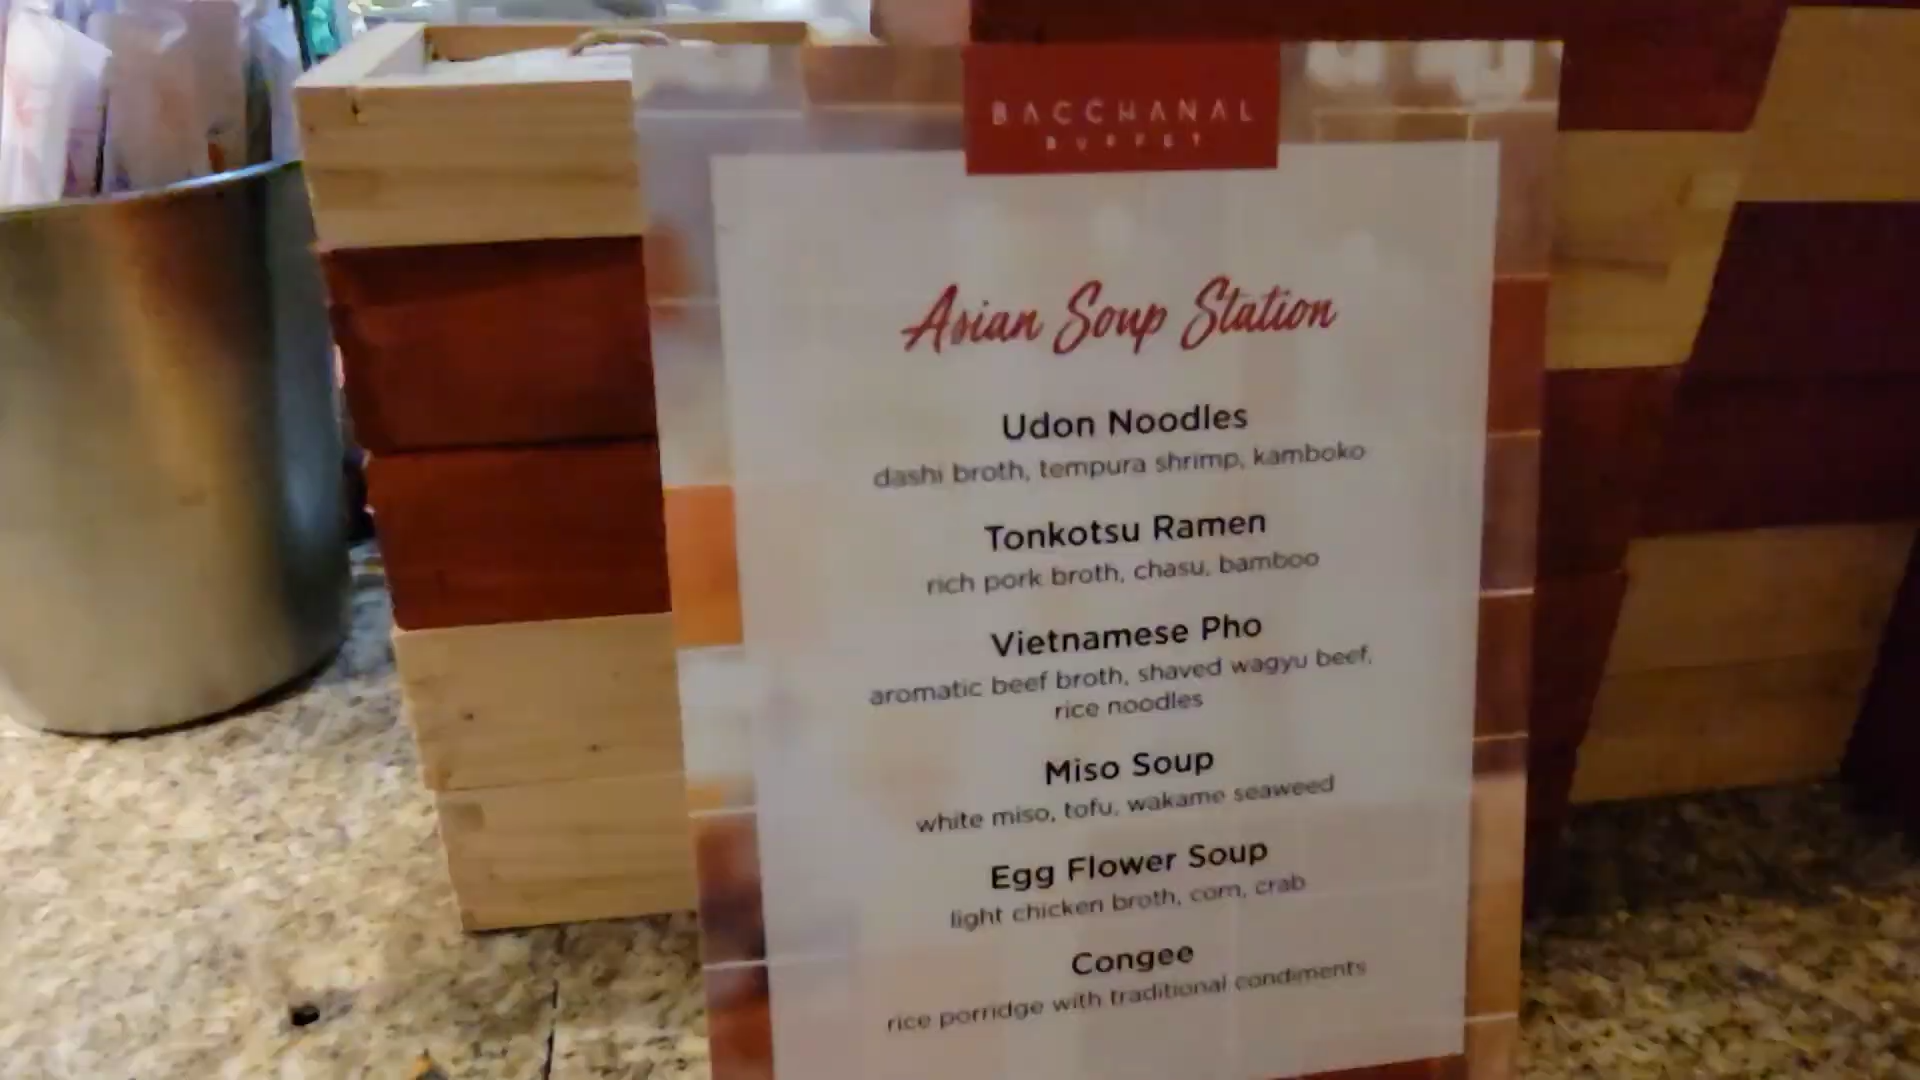 BACCHANAL
BUFFET
Asian Soup Station
Udon Noodles
dashi broth, tempura shrimp, kamboko
Tonkotsu Ramen
rich pork broth, chasu, bamboo
Vietnamese Pho
aromatic beef broth, shaved wagyu beef,
rice noodles
Miso Soup
white miso, tofu, wakame seaweed
Egg Flower Soup
light chicken broth, corn, crab
Congee
rice porridge with traditional condiments